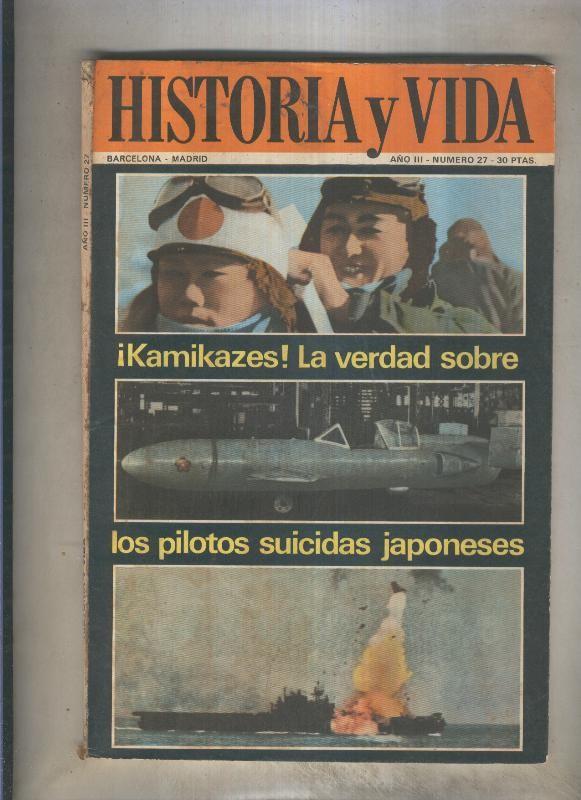 HISTORIA y VIDA
BARCELONA - MADRID
AÑO III - NUMERO 27 - 30 PTAS.
AÑO III - NUMERO 27
¡Kamikazes! La verdad sobre
los pilotos suicidas japoneses